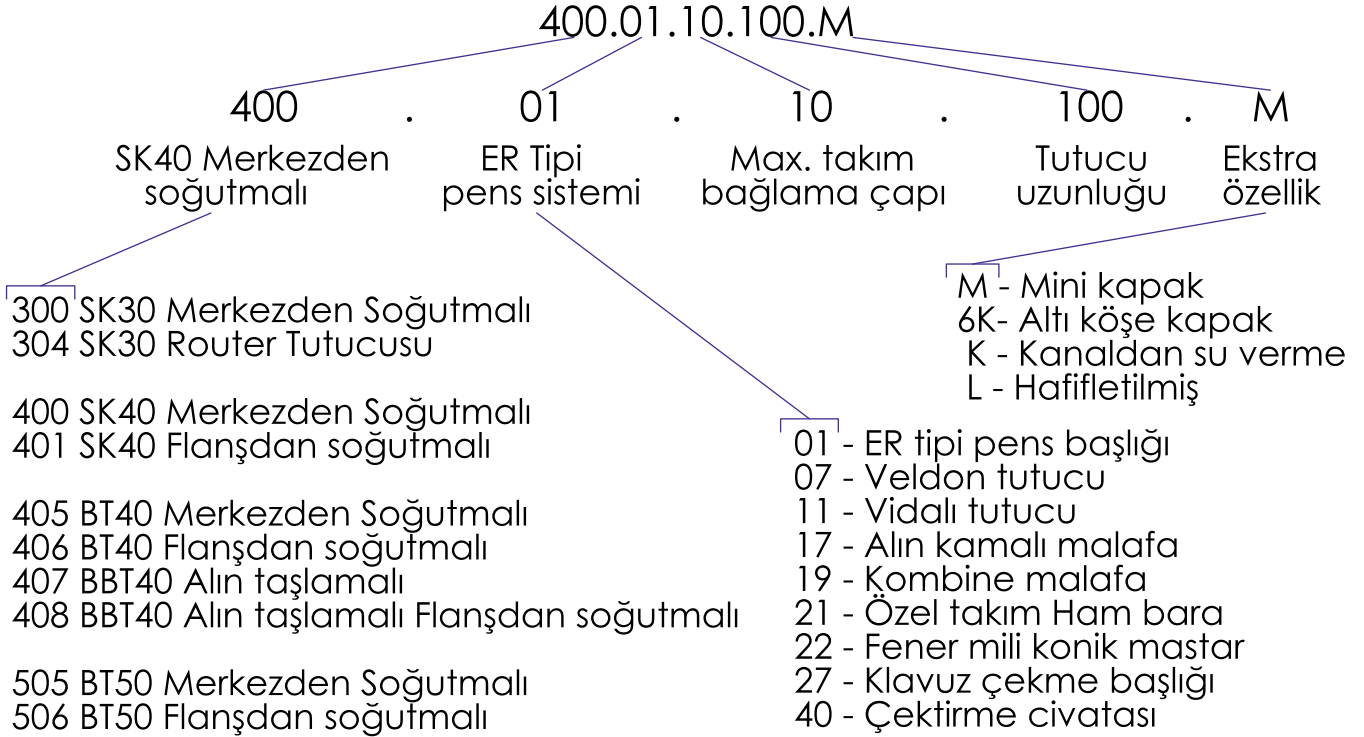 400.01.10.100.M
400 . 01 . 10 . 100 . M
SK40 Merkezden
soğutmalı
ER Tipi
pens sistemi
Max. takım
bağlama çapı
Tutucu
uzunluğu
Ekstra
özellik
300 SK30 Merkezden Soğutmalı
304 SK30 Router Tutucusu
400 SK40 Merkezden Soğutmalı
401 SK40 Flanşdan soğutmalı
405 BT40 Merkezden Soğutmalı
406 BT40 Flanşdan soğutmalı
407 BBT40 Alın taşlamalı
408 BBT40 Alın taşlamalı Flanşdan soğutmalı
505 BT50 Merkezden Soğutmalı
506 BT50 Flanşdan soğutmalı
M - Mini kapak
6K- Altı köşe kapak
K - Kanaldan su verme
L - Hafifletilmiş
01 - ER tipi pens başlığı
07 - Veldon tutucu
11 - Vidalı tutucu
17 - Alın kamalı malafa
19 - Kombine malafa
21 - Özel takım Ham bara
22 - Fener mili konik mastar
27 - Klavuz çekme başlığı
40 - Çektirme civatası